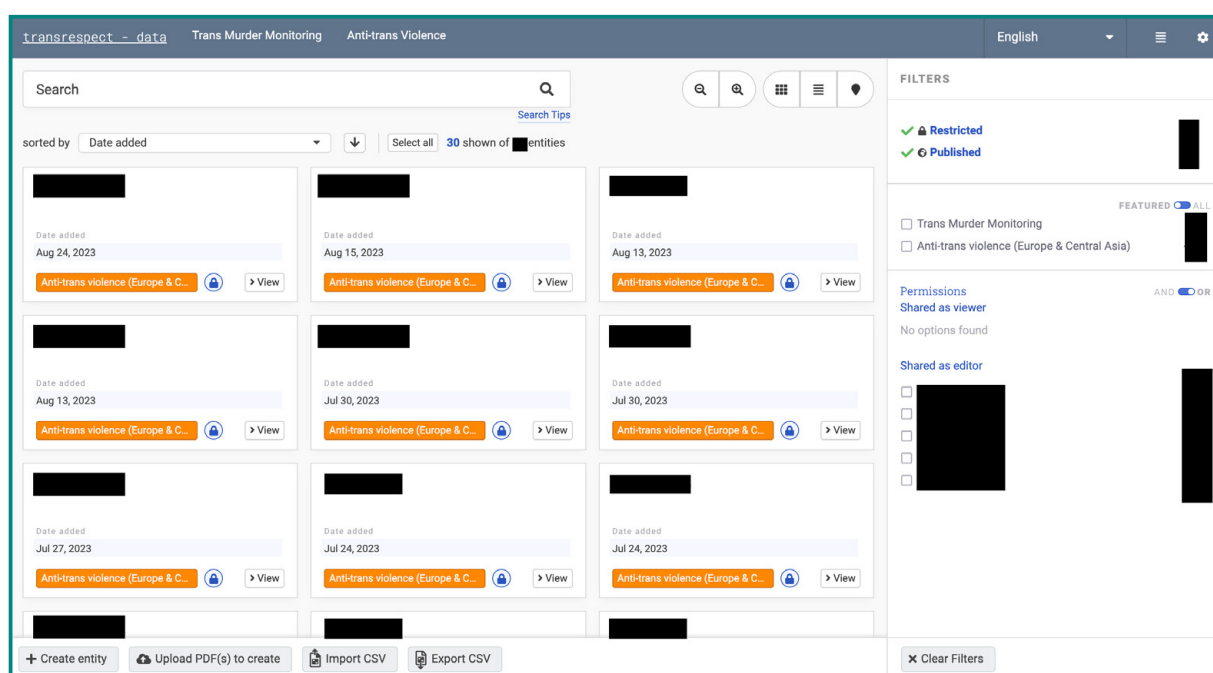 transrespect - data Trans Murder Monitoring Anti-trans Violence English
Search
Search Tips
sorted by Date added Select all 30 shown of entities
Date added Date added Date added
Aug 24, 2023 Aug 15, 2023 Aug 13, 2023
Anti-trans violence (Europe & C... > View Anti-trans violence (Europe & C... > View Anti-trans violence (Europe & C... > View
Date added Date added Date added
Aug 13, 2023 Jul 30, 2023 Jul 30, 2023
Anti-trans violence (Europe & C... > View Anti-trans violence (Europe & C... > View Anti-trans violence (Europe & C... > View
Date added Date added Date added
Jul 27, 2023 Jul 24, 2023 Jul 24, 2023
Anti-trans violence (Europe & C... > View Anti-trans violence (Europe & C... > View Anti-trans violence (Europe & C... > View
+ Create entity Upload PDF(s) to create Import CSV Export CSV
FILTERS
Restricted
Published
FEATURED ALL
Trans Murder Monitoring
Anti-trans violence (Europe & Central Asia)
Permissions AND OR
Shared as viewer
No options found
Shared as editor
× Clear Filters